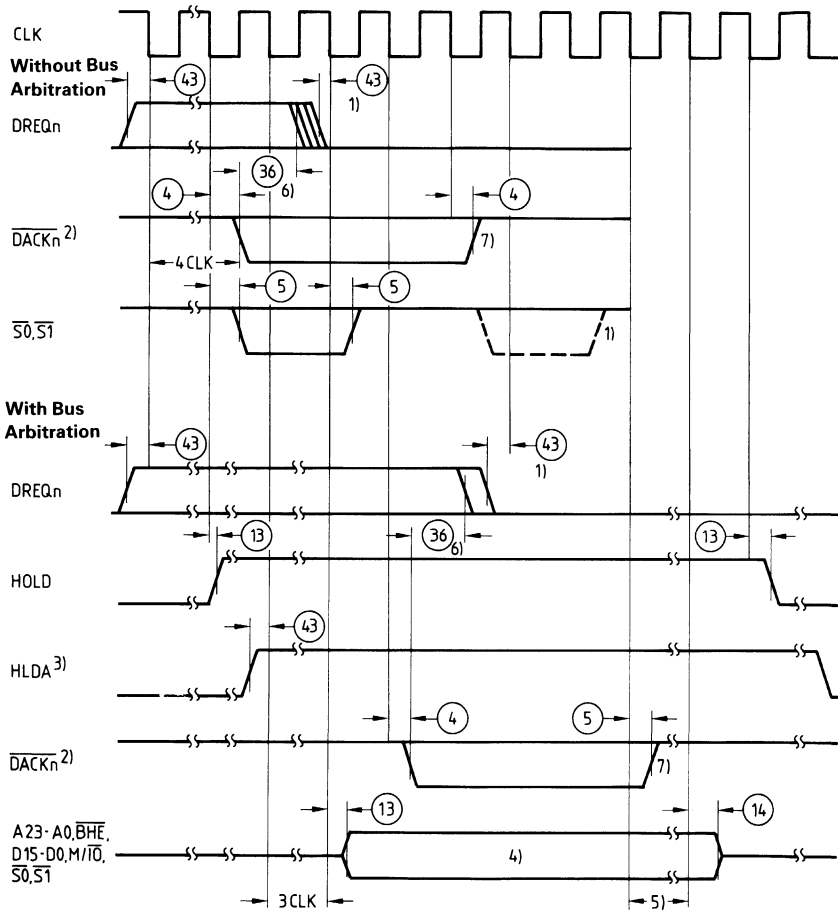 CLK
Without Bus
Arbitration
43
43
1)
DREQn
36
6)
4
4
DACKn 2)
7)
4 CLK
5
5
S0,S1
1)
With Bus
Arbitration
43
43
1)
DREQn
13
36
6)
13
HOLD
43
HLDA 3)
4
5
DACKn 2)
7)
13
14
A23-A0, BHE,
D15-D0, M/IO,
S0,S1
4)
3 CLK
5)